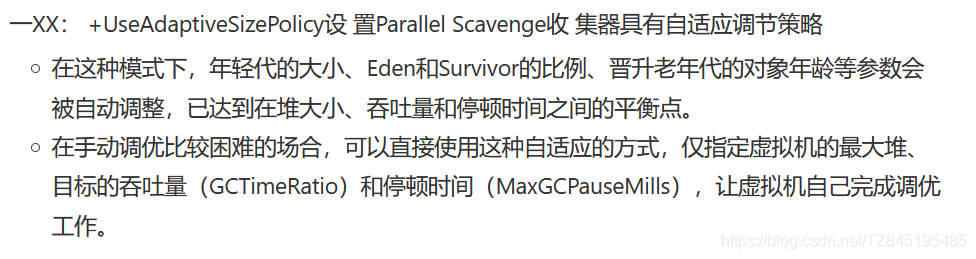 一XX： +UseAdaptiveSizePolicy设 置Parallel Scavenge收 集器具有自适应调节策略
在这种模式下，年轻代的大小、Eden和Survivor的比例、晋升老年代的对象年龄等参数会
被自动调整，已达到在堆大小、吞吐量和停顿时间之间的平衡点。
在手动调优比较困难的场合，可以直接使用这种自适应的方式，仅指定虚拟机的最大堆、
目标的吞吐量（GCTimeRatio）和停顿时间（MaxGCPauseMills），让虚拟机自己完成调优
工作。
https://blog.csdn.net/TZ845195485